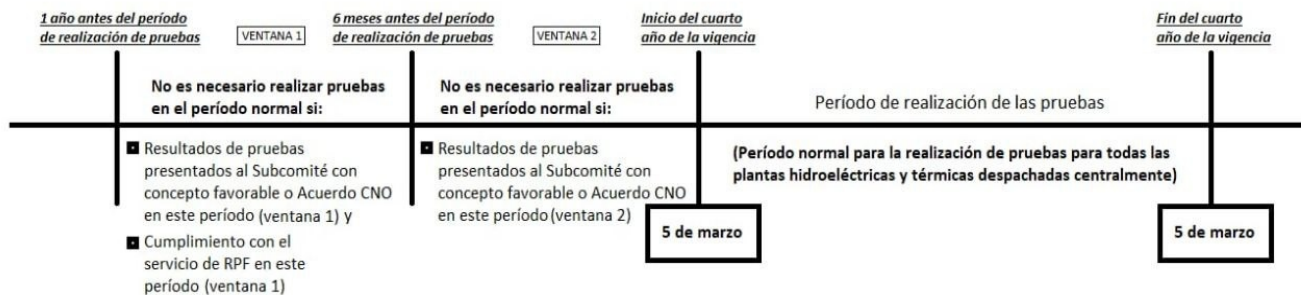 1 año antes del período
de realización de pruebas
VENTANA 1
6 meses antes del período
de realización de pruebas
VENTANA 2
Inicio del cuarto
año de la vigencia
Fin del cuarto
año de la vigencia
No es necesario realizar pruebas
en el período normal si:
No es necesario realizar pruebas
en el período normal si:
Período de realización de las pruebas
Resultados de pruebas
presentados al Subcomité con
concepto favorable o Acuerdo CNO
en este período (ventana 1) y
Cumplimiento con el
servicio de RPF en este
período (ventana 1)
Resultados de pruebas
presentados al Subcomité con
concepto favorable o Acuerdo CNO
en este período (ventana 2)
(Período normal para la realización de pruebas para todas las
plantas hidroeléctricas y térmicas despachadas centralmente)
5 de marzo
5 de marzo